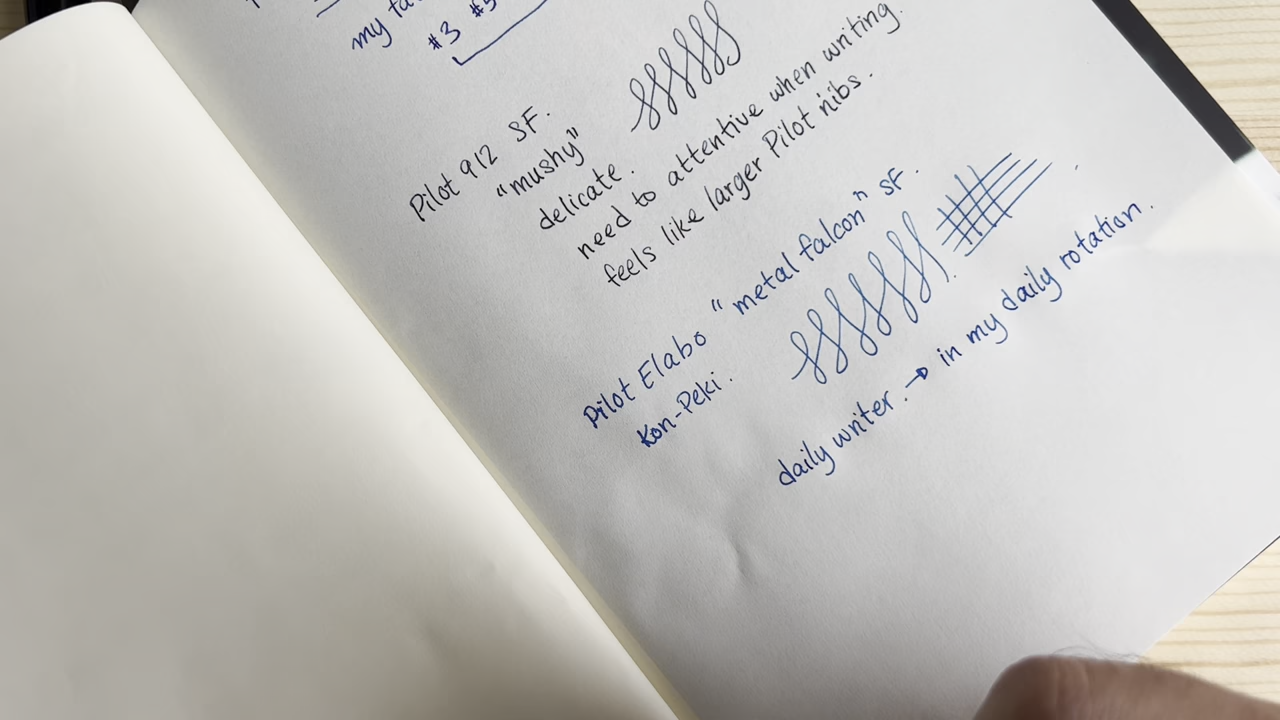 my
#3 #5
Pilot 912 SF.
"mushy"
delicate.
need to attentive when writing.
feels like larger Pilot nibs.
Pilot Elabo "metal falcon" SF.
Kon-Peki.
daily writer. → in my daily rotation.